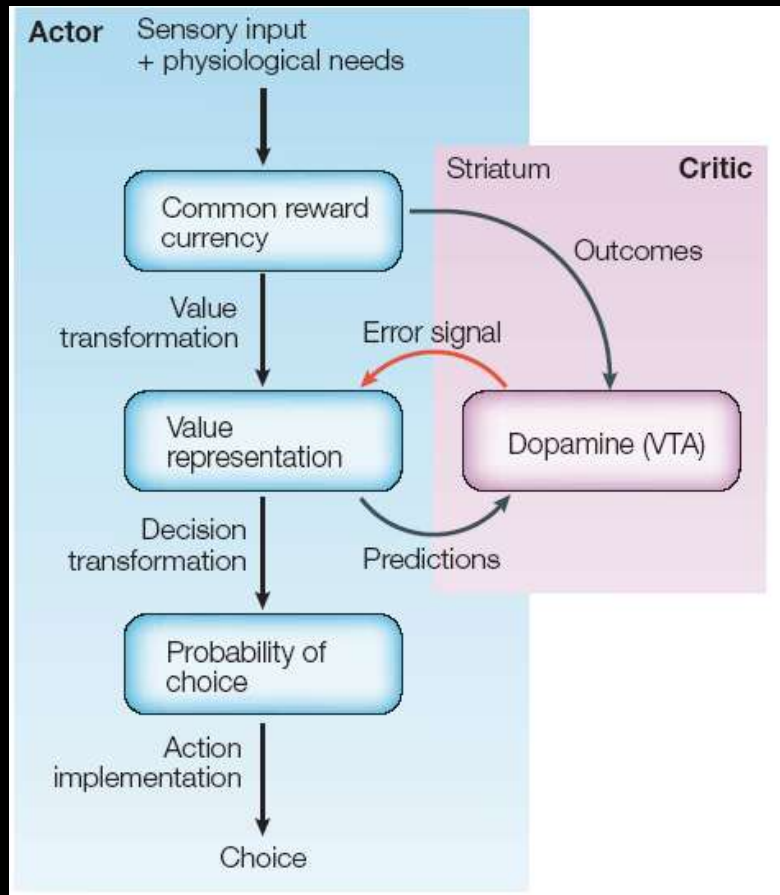 Actor
Sensory input
+ physiological needs
Striatum
Critic
Common reward
currency
Outcomes
Value
transformation
Error signal
Value
representation
Dopamine (VTA)
Decision
transformation
Predictions
Probability of
choice
Action
implementation
Choice